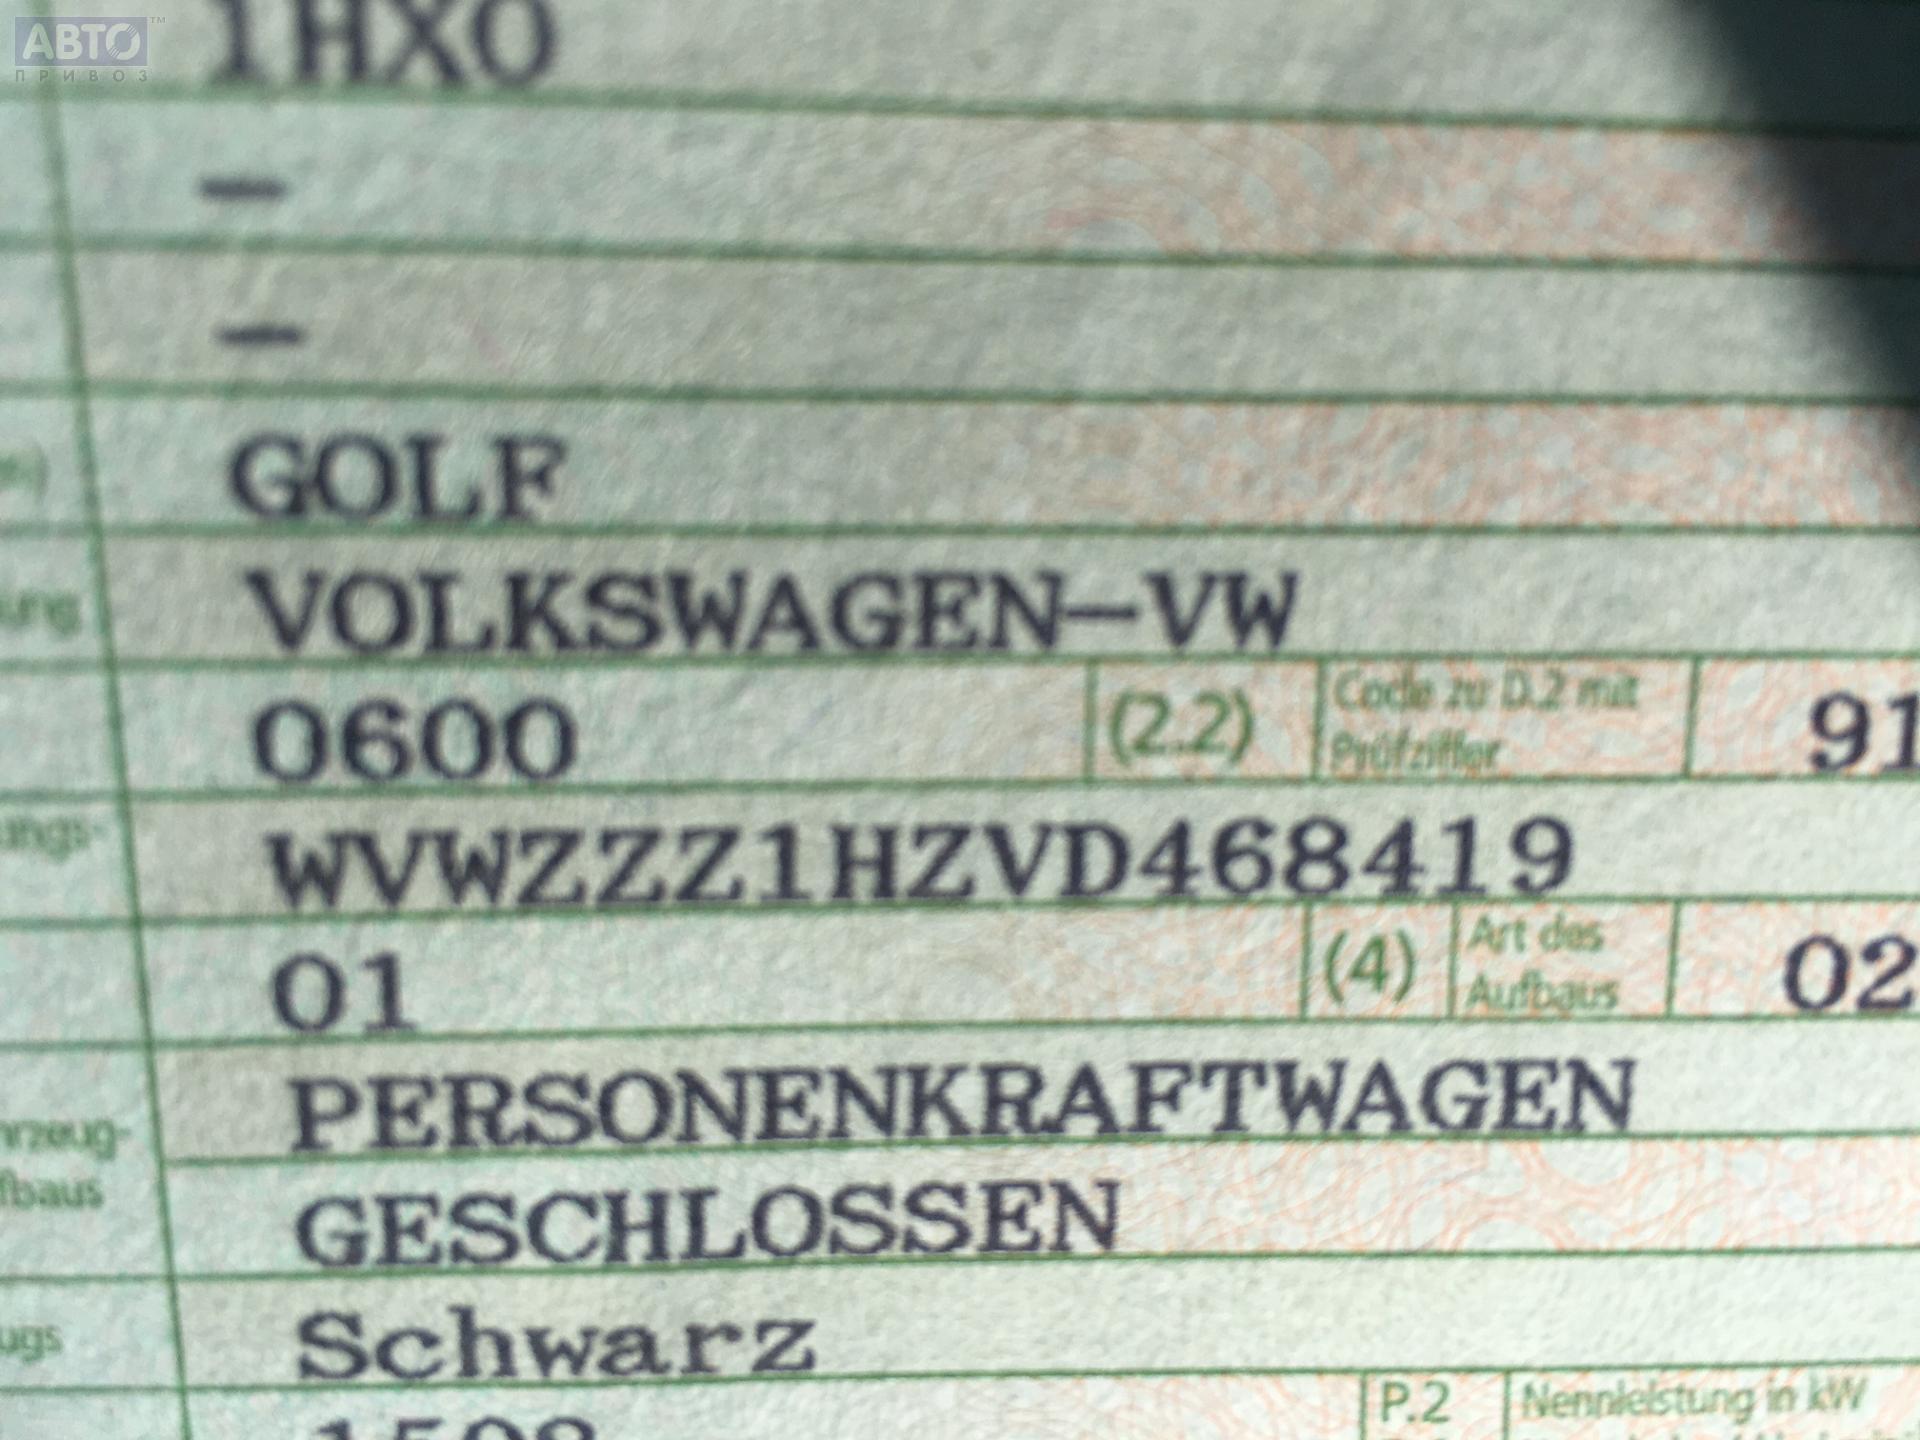 АВТО™
ПРИВОЗ
1HX0
—
—
GOLF
VOLKSWAGEN-VW
0600 (2.2) Code zu D.2 mit
Prüfziffer 91
WVWZZZ1HZVD468419
01 (4) Art des
Aufbaus 02
PERSONENKRAFTWAGEN
GESCHLOSSEN
Schwarz
P.2 Nennleistung in kW